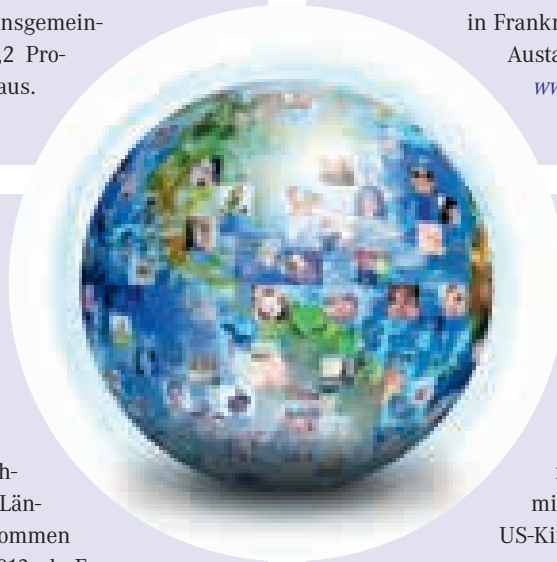 nsgemein-
,2 Pro-
aus.
in Frankr
Austa
ww
h-
Län-
ommen
mi
US-Ki